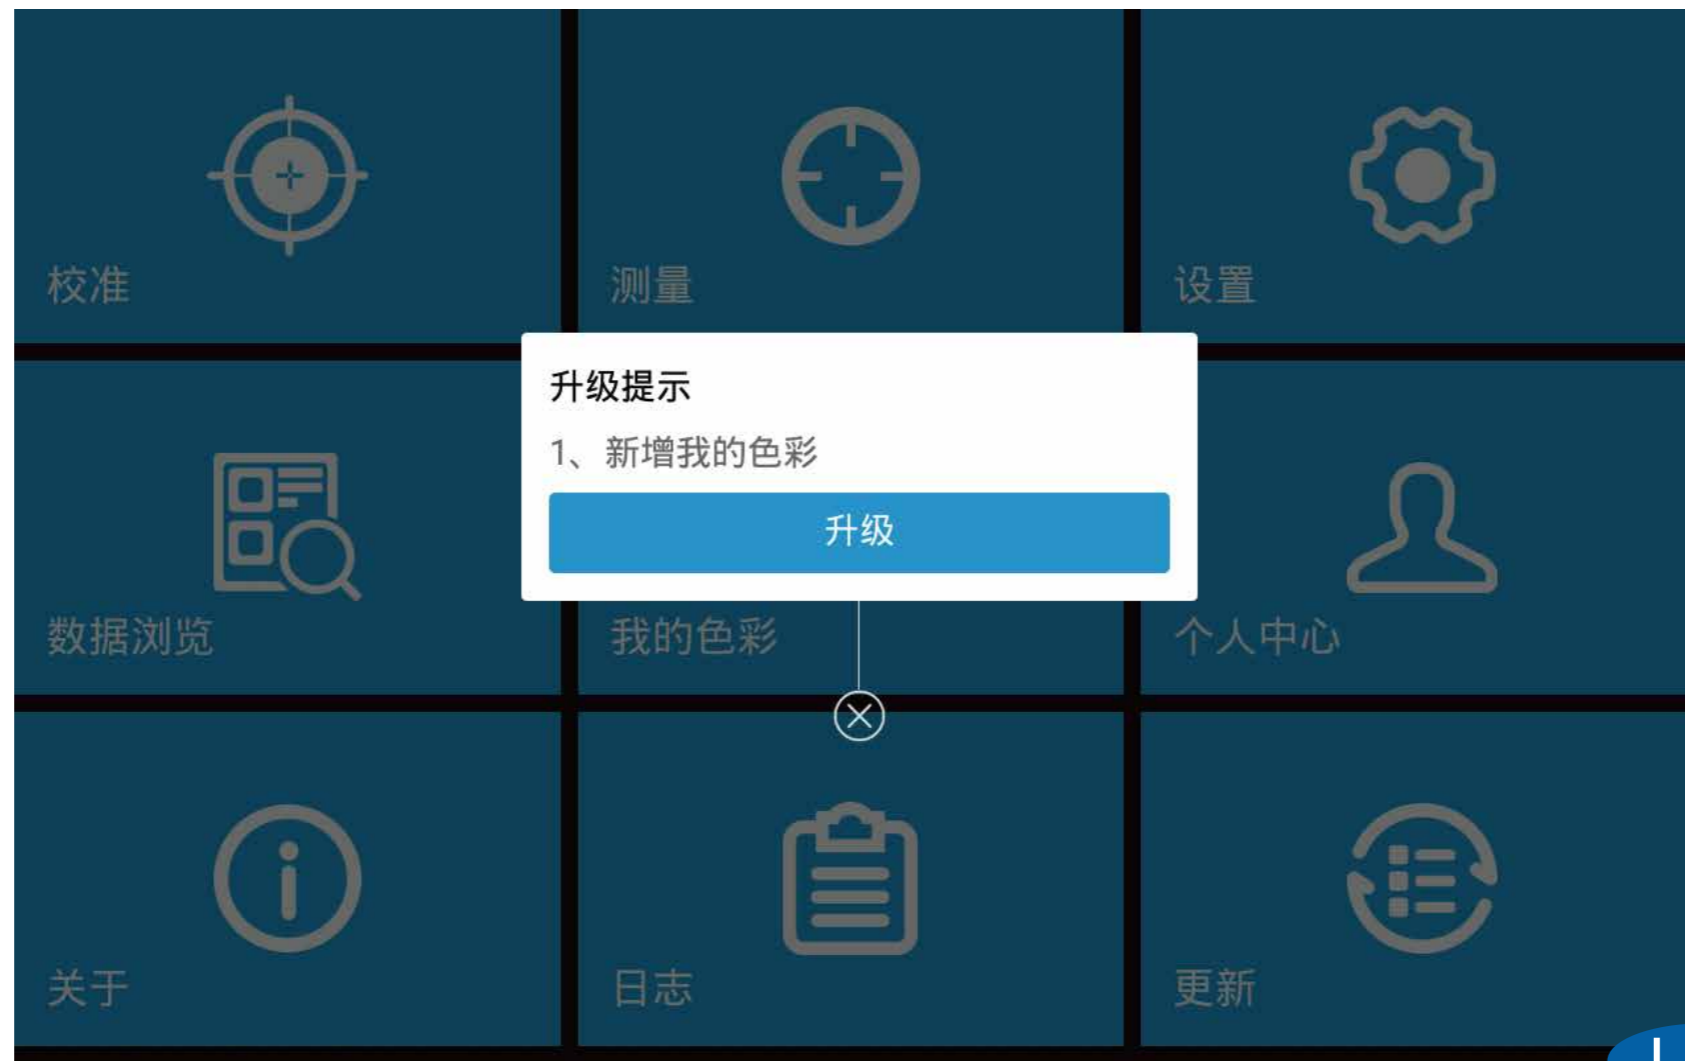 校准
测量
设置
升级提示
1、新增我的色彩
升级
数据浏览
我的色彩
个人中心
关于
日志
更新